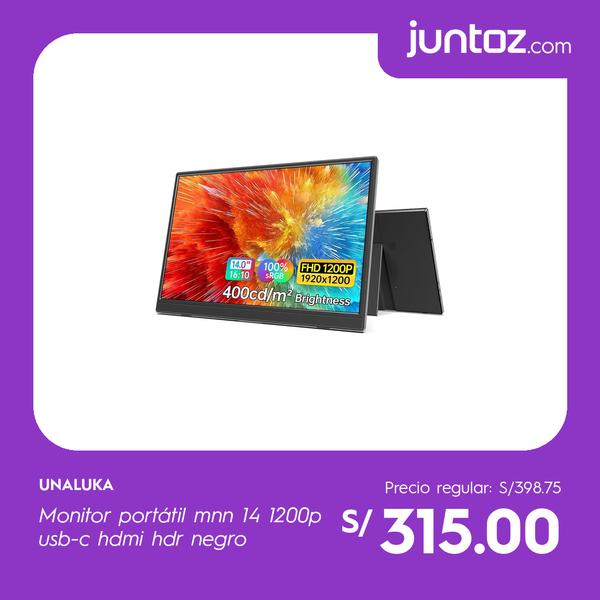 juntoz.com
14.0"
16:10
100%
sRGB
FHD 1200P
1920x1200
400cd/m² Brightness
UNALUKA
Monitor portátil mnn 14 1200p
usb-c hdmi hdr negro
Precio regular: S/398.75
S/ 315.00